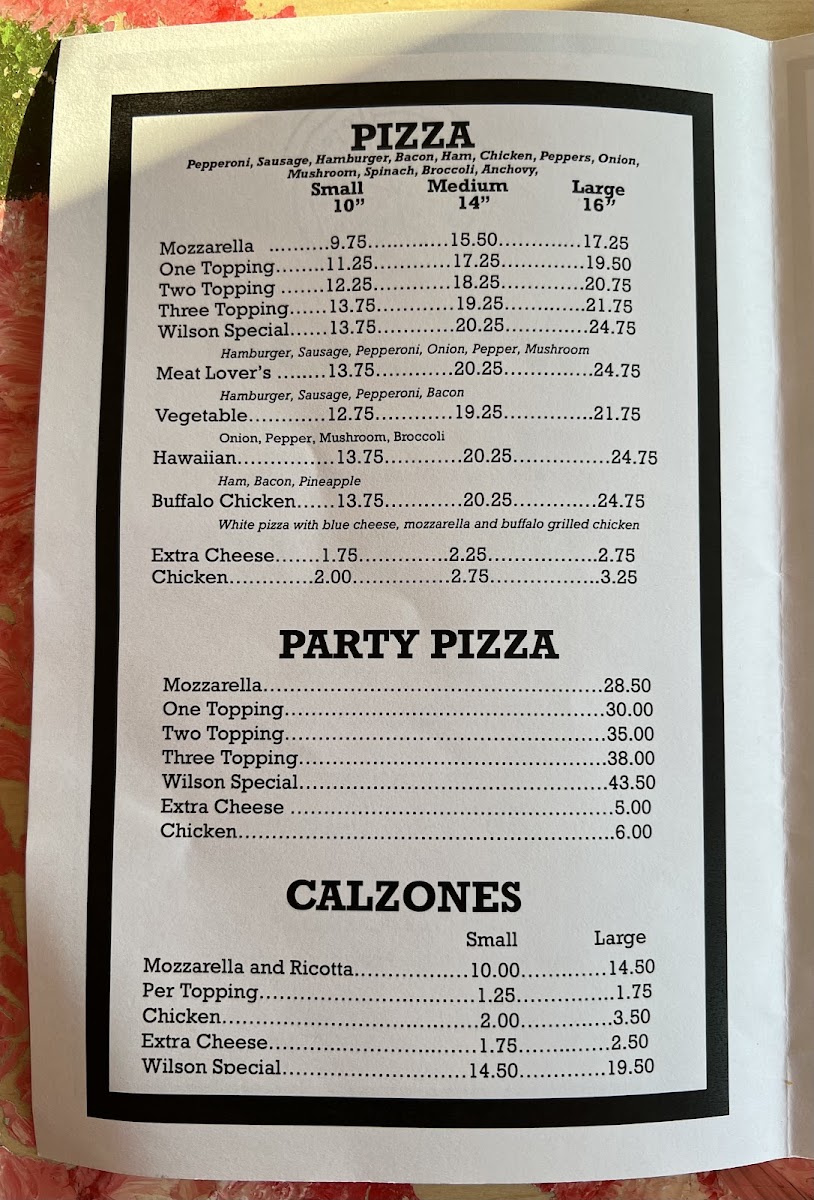 PIZZA
Pepperoni, Sausage, Hamburger, Bacon, Ham, Chicken, Peppers, Onion,
Mushroom, Spinach, Broccoli, Anchovy,
Small Medium Large
10” 14” 16”
Mozzarella ..........9.75.............15.50.............17.25
One Topping........11.25.............17.25.............19.50
Two Topping .......12.25.............18.25.............20.75
Three Topping......13.75.............19.25.............21.75
Wilson Special......13.75.............20.25.............24.75
Hamburger, Sausage, Pepperoni, Onion, Pepper, Mushroom
Meat Lover’s ........13.75.............20.25..............24.75
Hamburger, Sausage, Pepperoni, Bacon
Vegetable.............12.75.............19.25..............21.75
Onion, Pepper, Mushroom, Broccoli
Hawaiian................13.75.............20.25................24.75
Ham, Bacon, Pineapple
Buffalo Chicken......13.75.............20.25..............24.75
White pizza with blue cheese, mozzarella and buffalo grilled chicken
Extra Cheese.......1.75...............2.25..................2.75
Chicken.............2.00................2.75..................3.25
PARTY PIZZA
Mozzarella.....................................................28.50
One Topping..................................................30.00
Two Topping..................................................35.00
Three Topping................................................38.00
Wilson Special................................................43.50
Extra Cheese ..................................................5.00
Chicken...........................................................6.00
CALZONES
Small Large
Mozzarella and Ricotta..................10.00..............14.50
Per Topping..................................1.25................1.75
Chicken........................................2.00...............3.50
Extra Cheese.................................1.75...............2.50
Wilson Special.............................14.50..............19.50